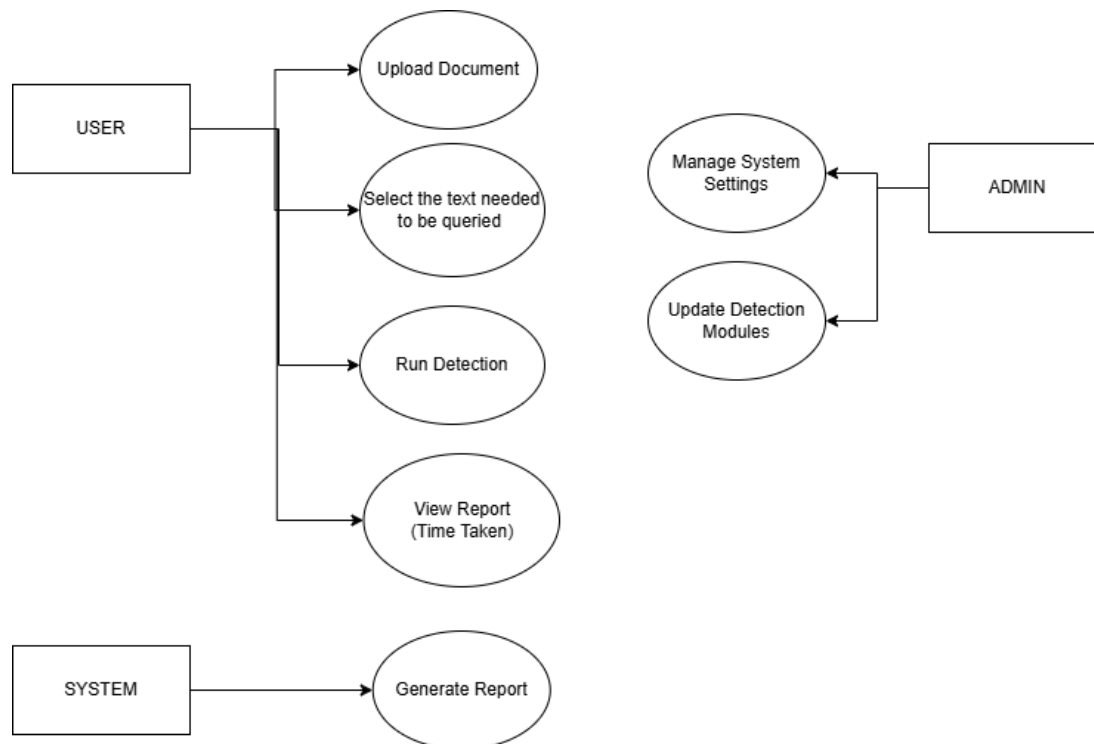 Upload Document
USER
Select the text needed
to be queried
Manage System
Settings
ADMIN
Update Detection
Modules
Run Detection
View Report
(Time Taken)
SYSTEM
Generate Report